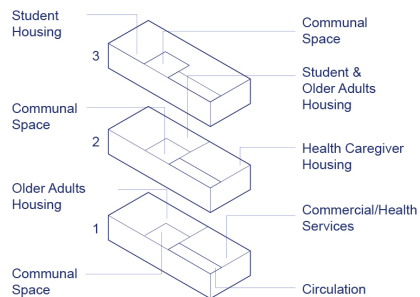 Student
Housing
Communal
Space
3
Student &
Older Adults
Housing
Communal
Space
2
Health Caregiver
Housing
Older Adults
Housing
Commercial/Health
Services
1
Communal
Space
Circulation